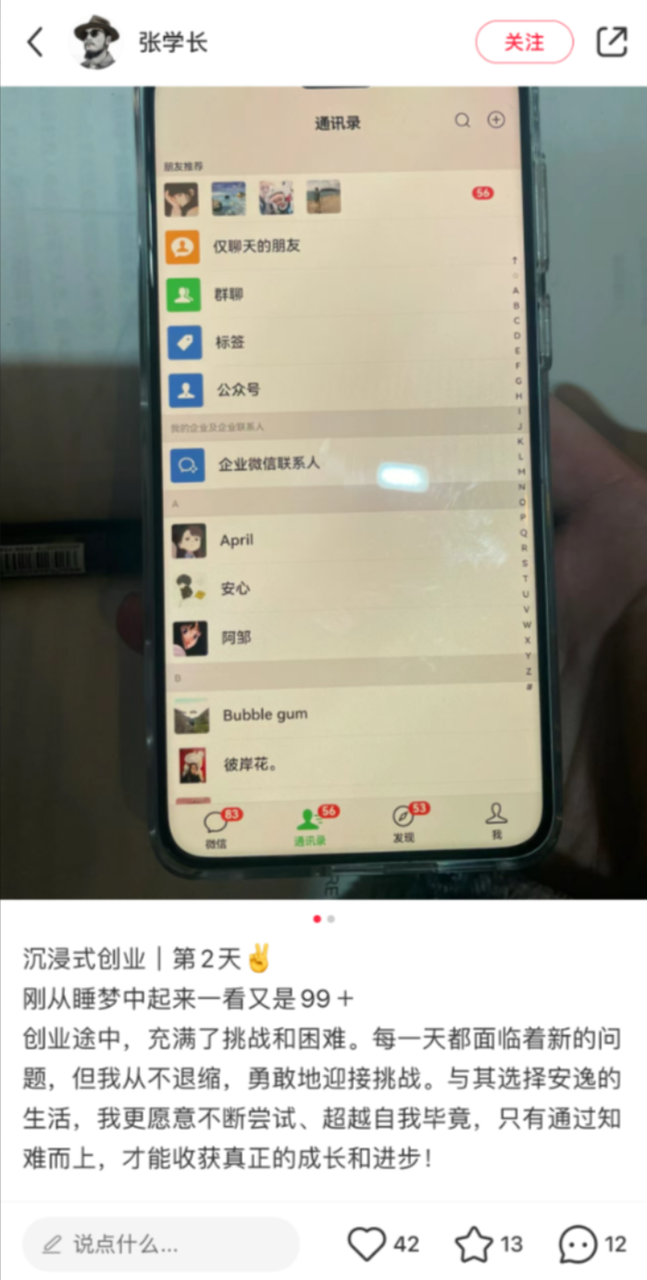 张学长
关注
通讯录
朋友推荐
56
仅聊天的朋友
群聊
标签
公众号
我的企业及企业联系人
企业微信联系人
A
April
安心
阿邹
B
Bubble gum
彼岸花。
A
B
C
D
E
F
G
H
I
J
K
L
M
N
O
P
Q
R
S
T
U
V
W
X
Y
Z
#
83
56
53
微信
通讯录
发现
我
沉浸式创业｜第2天✌️
刚从睡梦中起来一看又是99＋
创业途中，充满了挑战和困难。每一天都面临着新的问
题，但我从不退缩，勇敢地迎接挑战。与其选择安逸的
生活，我更愿意不断尝试、超越自我毕竟，只有通过知
难而上，才能收获真正的成长和进步！
说点什么...
42
13
12